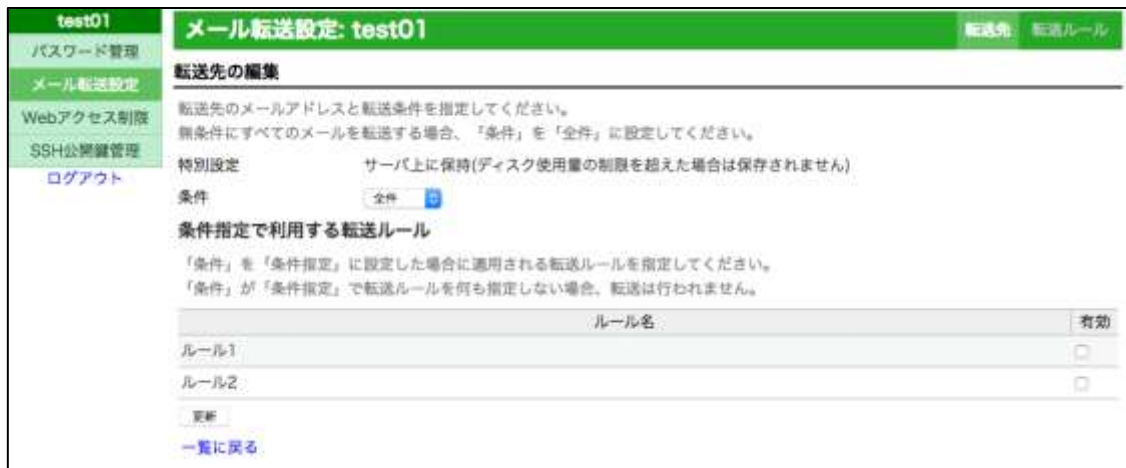 test01
パスワード管理
メール転送設定
Webアクセス制限
SSH公開鍵管理
ログアウト
メール転送設定: test01
転送先 転送ルール
転送先の編集
転送先のメールアドレスと転送条件を指定してください。
無条件にすべてのメールを転送する場合、「条件」を「全件」に設定してください。
特別設定 サーバ上に保持(ディスク使用量の制限を超えた場合は保存されません)
条件 全件
条件指定で利用する転送ルール
「条件」を「条件指定」に設定した場合に適用される転送ルールを指定してください。
「条件」が「条件指定」で転送ルールを何も指定しない場合、転送は行われません。
ルール名 有効
ルール1
ルール2
更新
一覧に戻る